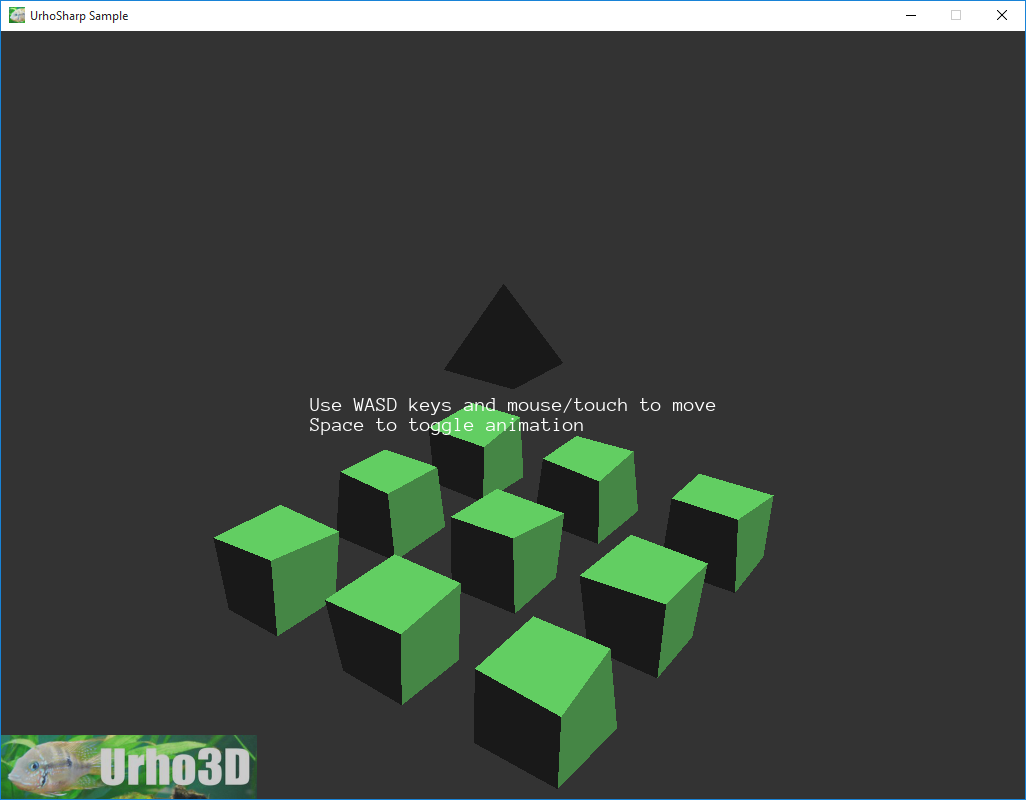 UrhoSharp Sample
Use WASD keys and mouse/touch to move
Space to toggle animation
Urho3D